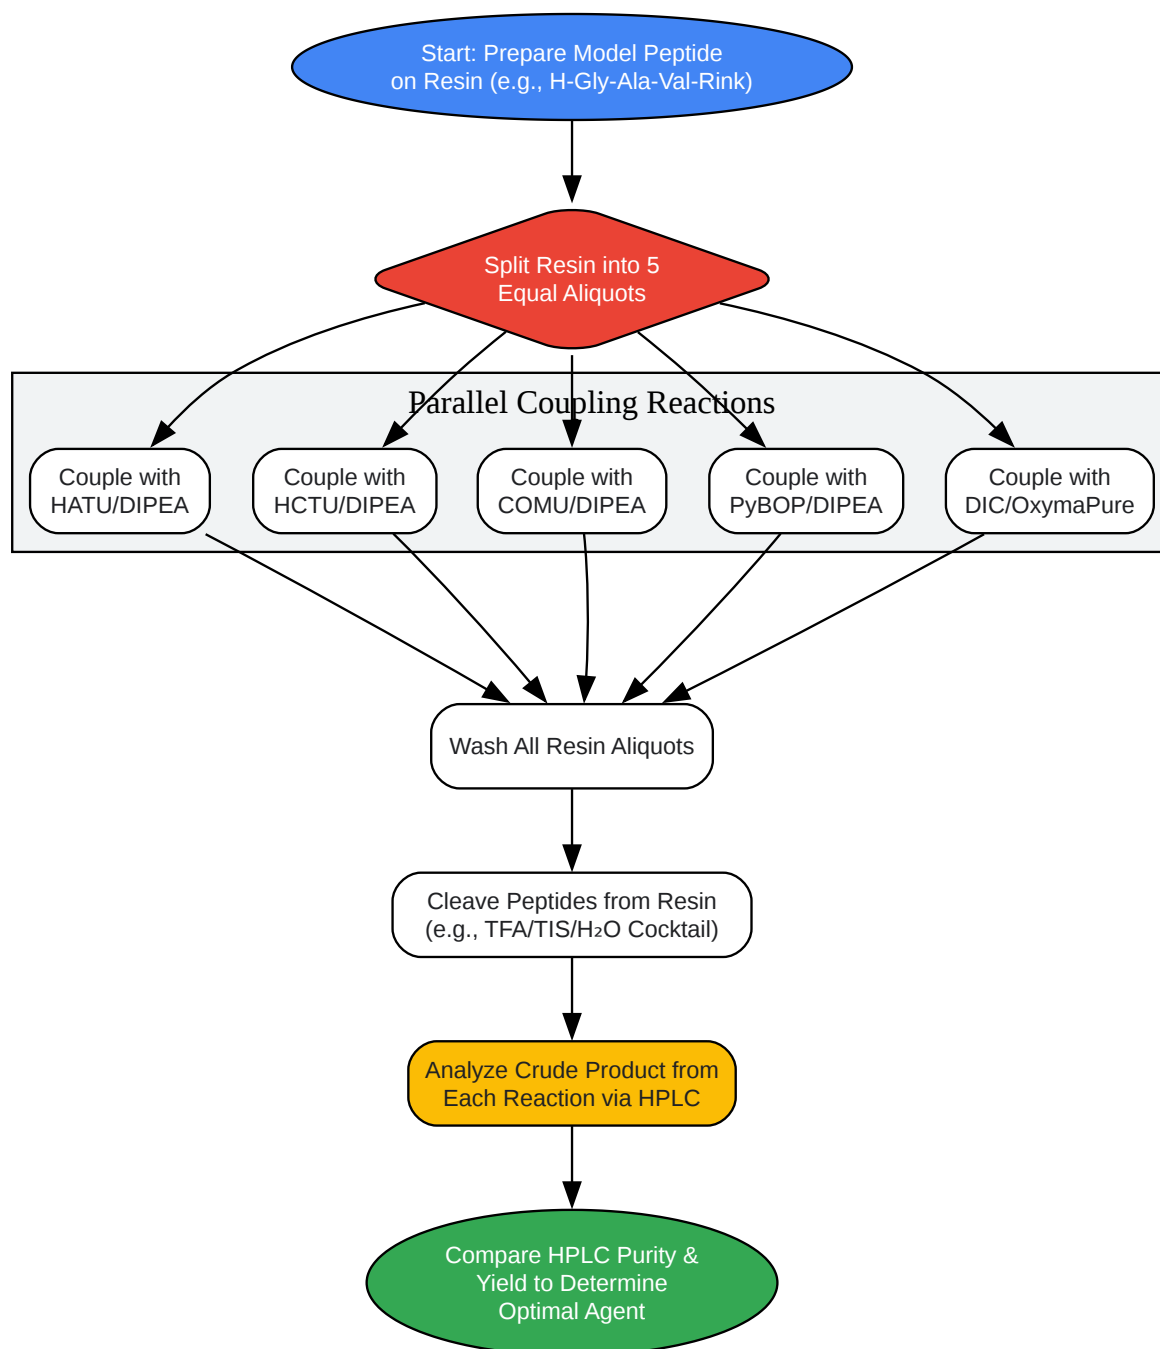 Start: Prepare Model Peptide
on Resin (e.g., H-Gly-Ala-Val-Rink)
Split Resin into 5
Equal Aliquots
Parallel Coupling Reactions
Couple with
HATU/DIPEA
Couple with
HCTU/DIPEA
Couple with
COMU/DIPEA
Couple with
PyBOP/DIPEA
Couple with
DIC/OxymaPure
Wash All Resin Aliquots
Cleave Peptides from Resin
(e.g., TFA/TIS/H₂O Cocktail)
Analyze Crude Product from
Each Reaction via HPLC
Compare HPLC Purity &
Yield to Determine
Optimal Agent